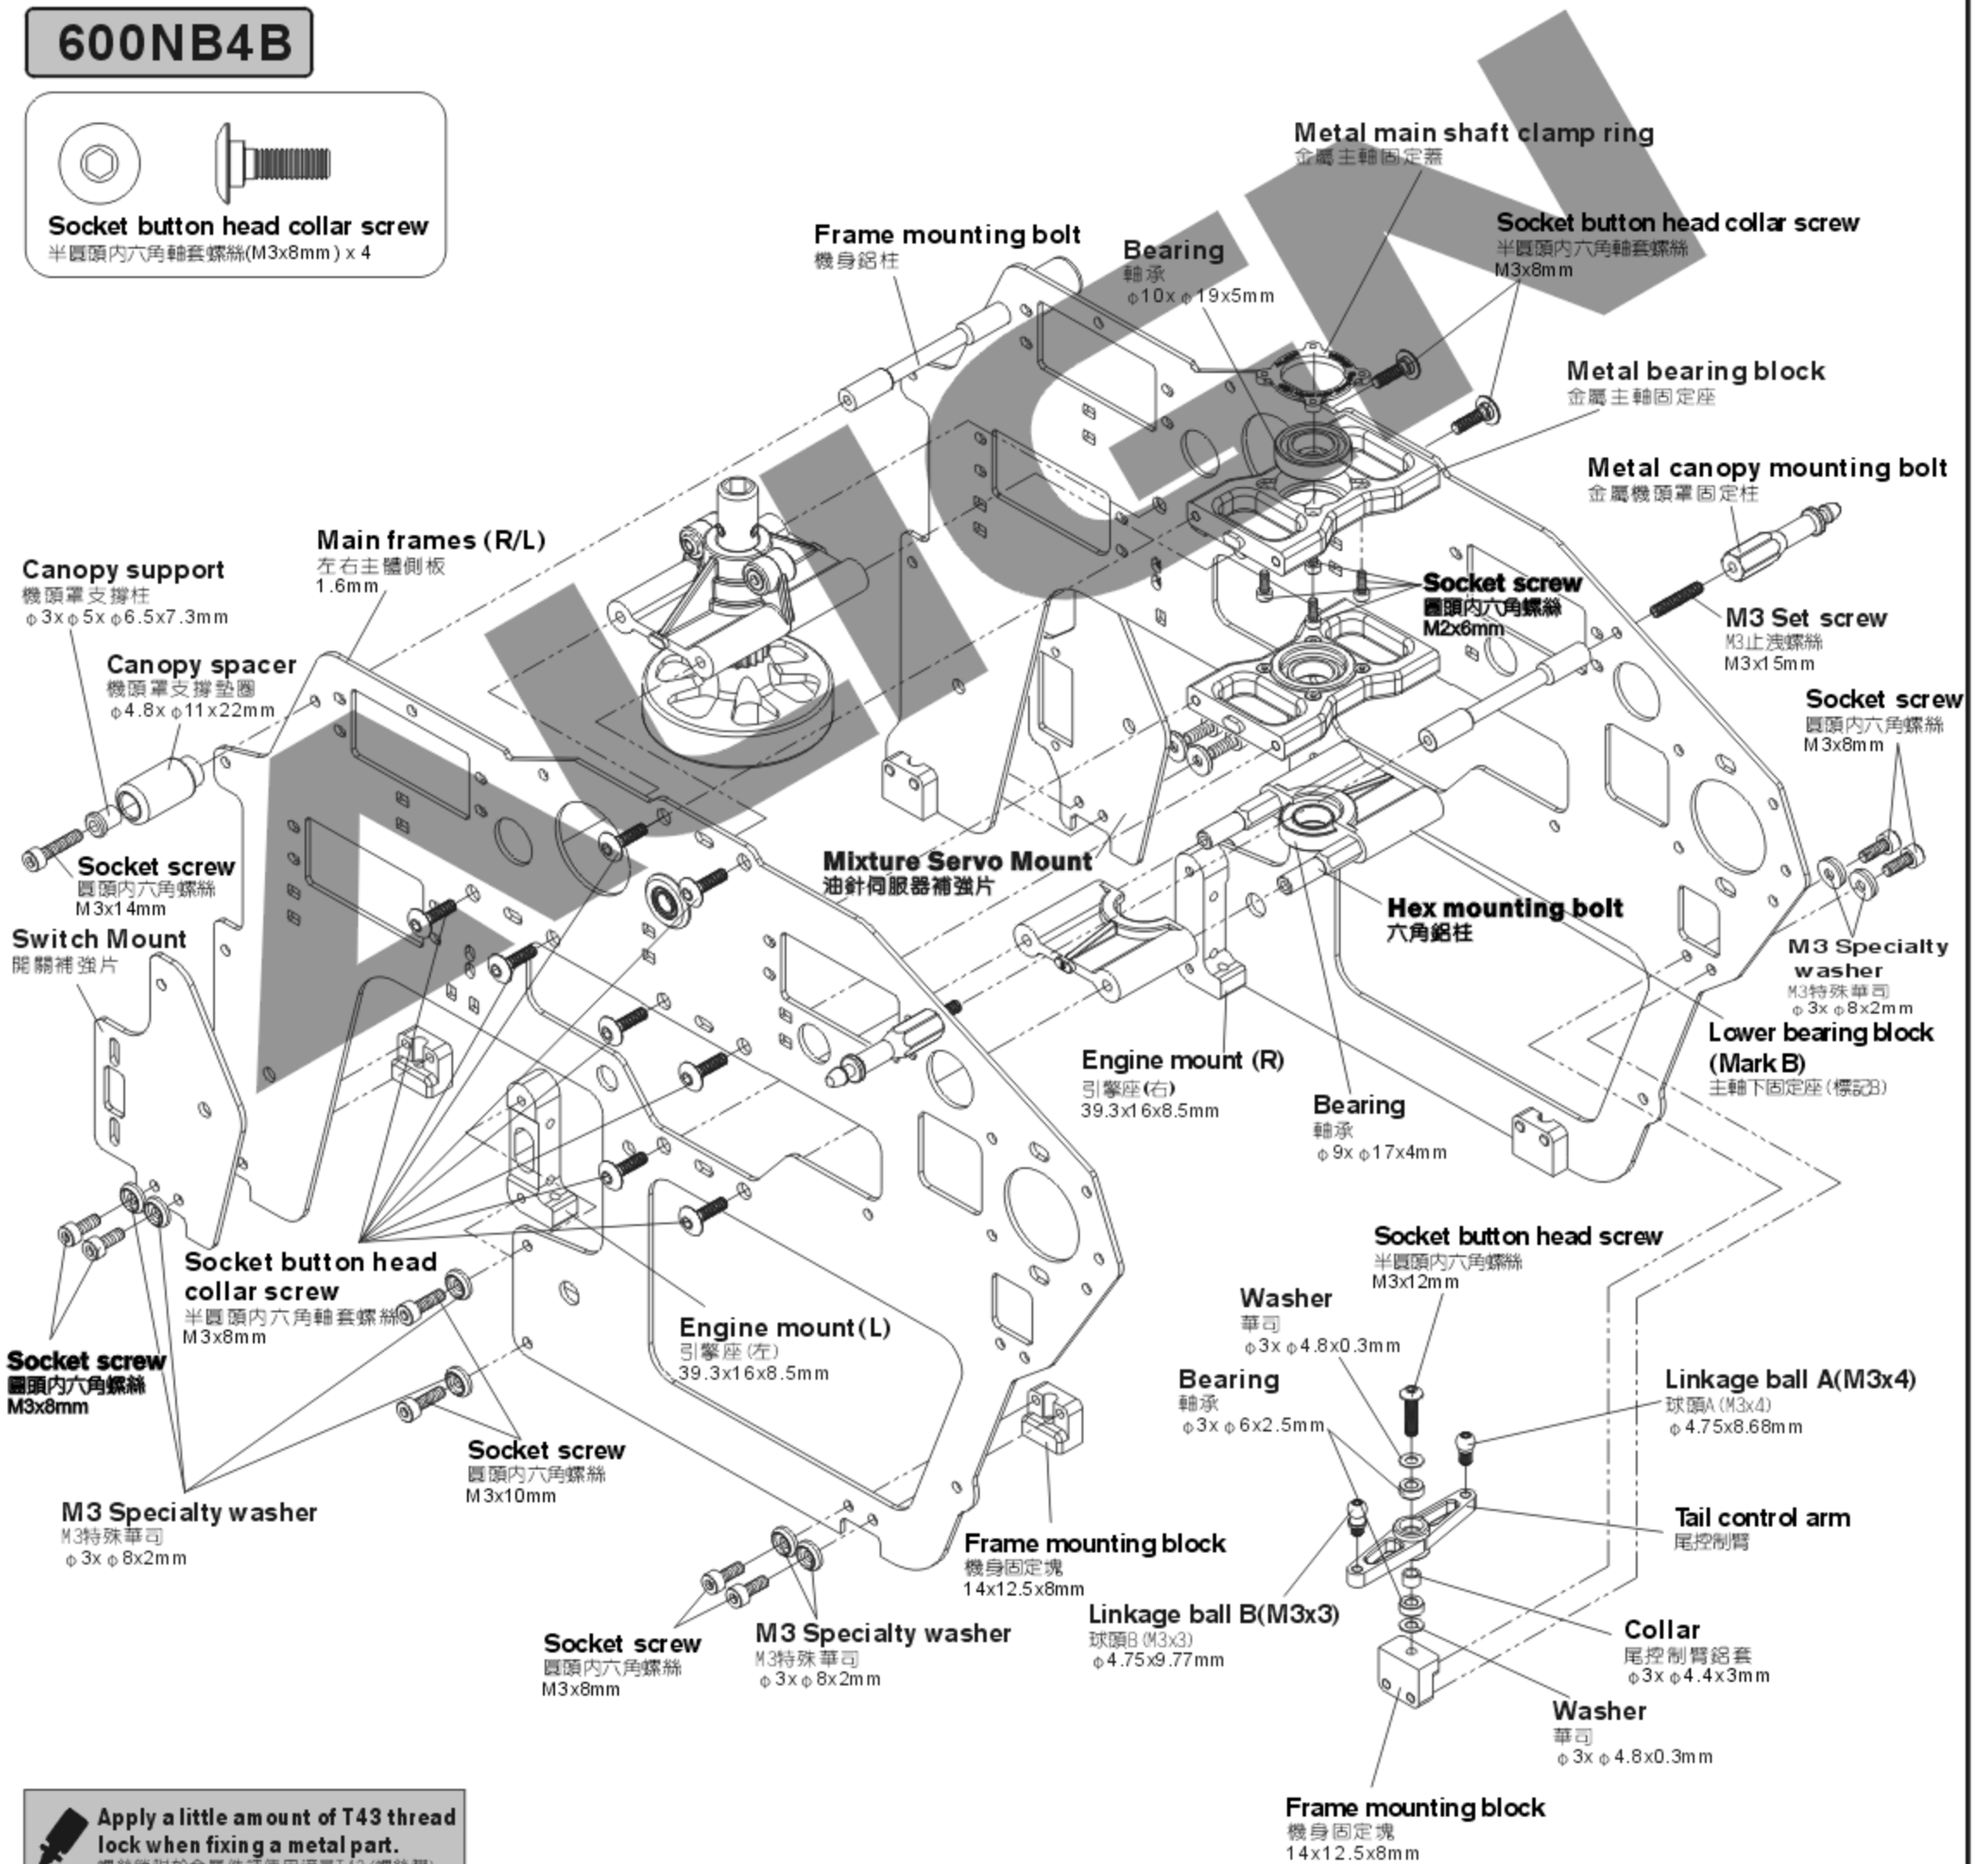 600NB4B
Socket button head collar screw
半圓頭内六角軸套螺絲(M3x8mm) x 4
Metal main shaft clamp ring
金屬主軸固定蓋
Frame mounting bolt
機身鋁柱
Bearing
軸承
φ10xφ19x5mm
Socket button head collar screw
半圓頭内六角軸套螺絲
M3x8mm
Metal bearing block
金屬主軸固定座
Metal canopy mounting bolt
金屬機頭罩固定柱
Main frames (R/L)
左右主體側板
1.6mm
Canopy support
機頭罩支撐柱
φ3xφ5xφ6.5x7.3mm
Canopy spacer
機頭罩支撐墊圈
φ4.8xφ11x22mm
Socket screw
圓頭内六角螺絲
M2x6mm
M3 Set screw
M3止洩螺絲
M3x15mm
Socket screw
圓頭内六角螺絲
M3x8mm
Socket screw
圓頭内六角螺絲
M3x14mm
Mixture Servo Mount
油針伺服器補強片
Switch Mount
開關補強片
Hex mounting bolt
六角鋁柱
M3 Specialty
washer
M3特殊華司
φ3xφ8x2mm
Lower bearing block
(Mark B)
主軸下固定座(標記B)
Engine mount (R)
引擎座(右)
39.3x16x8.5mm
Bearing
軸承
φ9xφ17x4mm
Socket button head
collar screw
半圓頭内六角軸套螺絲
M3x8mm
Socket screw
圓頭内六角螺絲
M3x8mm
Engine mount(L)
引擎座(左)
39.3x16x8.5mm
Socket button head screw
半圓頭内六角螺絲
M3x12mm
Washer
華司
φ3xφ4.8x0.3mm
Bearing
軸承
φ3xφ6x2.5mm
Linkage ball A(M3x4)
球頭A(M3x4)
φ4.75x8.68mm
Socket screw
圓頭内六角螺絲
M3x10mm
M3 Specialty washer
M3特殊華司
φ3xφ8x2mm
Tail control arm
尾控制臂
Frame mounting block
機身固定塊
14x12.5x8mm
Linkage ball B(M3x3)
球頭B(M3x3)
φ4.75x9.77mm
Socket screw
圓頭内六角螺絲
M3x8mm
M3 Specialty washer
M3特殊華司
φ3xφ8x2mm
Collar
尾控制臂鋁套
φ3xφ4.4x3mm
Washer
華司
φ3xφ4.8x0.3mm
Frame mounting block
機身固定塊
14x12.5x8mm
Apply a little amount of T43 thread
lock when fixing a metal part.